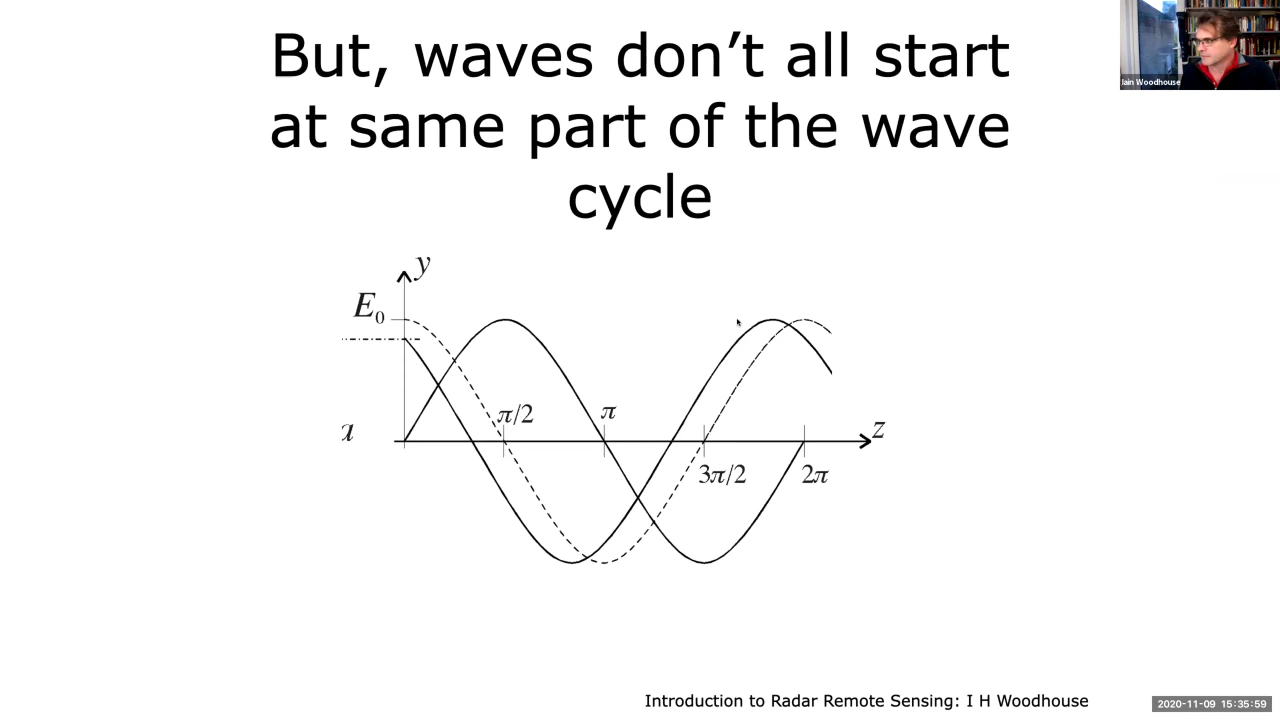 But, waves don’t all start
at same part of the wave
cycle
Iain Woodhouse
y
E₀
π/2
π
z
3π/2
2π
Introduction to Radar Remote Sensing: I H Woodhouse
2020-11-09 15:35:59